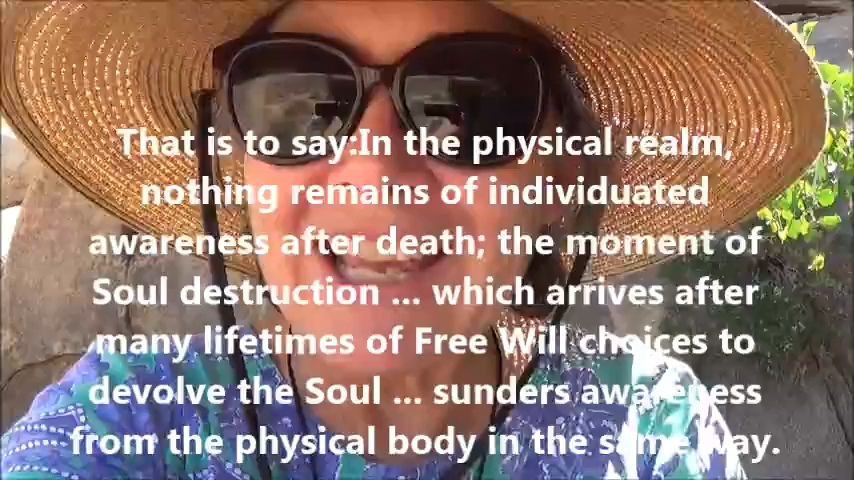 That is to say:In the physical realm,
nothing remains of individuated
awareness after death; the moment of
Soul destruction ... which arrives after
many lifetimes of Free Will choices to
devolve the Soul ... sunders awareness
from the physical body in the same way.